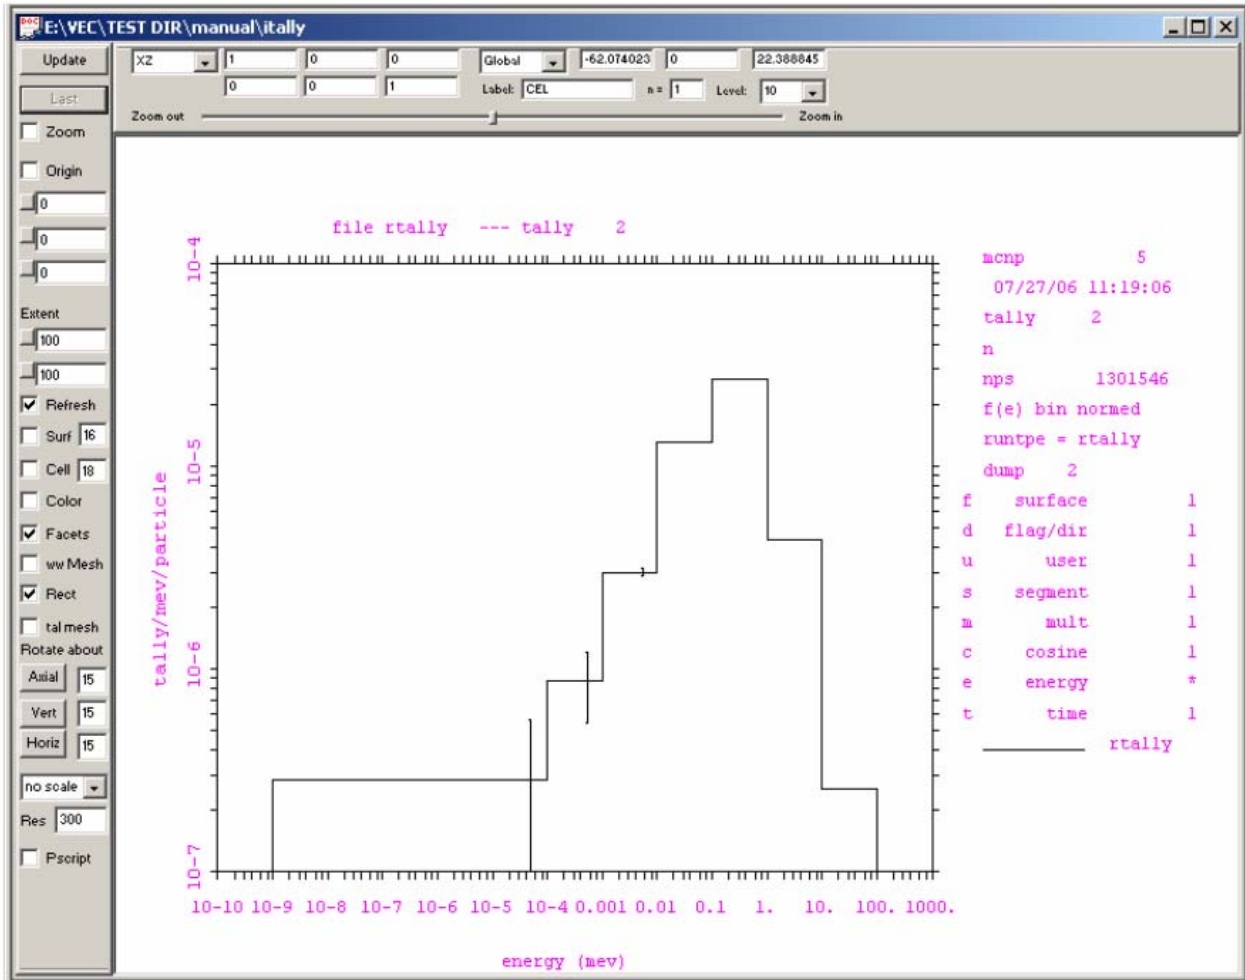 E:\VEC\TEST DIR\manual\itally
Update
Last
Zoom
Origin
0
0
0
Extent
100
100
Refresh
Surf 16
Cell 18
Color
Facets
ww Mesh
Rect
tal mesh
Rotate about
Axial 15
Vert 15
Horiz 15
no scale
Res 300
Pscript
XZ 1 0 0 Global -62.074023 0 22.388845
0 0 1 Label: CEL n = 1 Level: 10
Zoom out Zoom in
file rtally --- tally 2
10-4
10-5
10-6
10-7
tally/mev/particle
10-10 10-9 10-8 10-7 10-6 10-5 10-4 0.001 0.01 0.1 1. 10. 100. 1000.
energy (mev)
mcnp 5
07/27/06 11:19:06
tally 2
n
nps 1301546
f(e) bin normed
runtpe = rtally
dump 2
f surface 1
d flag/dir 1
u user 1
s segment 1
m mult 1
c cosine 1
e energy *
t time 1
rtally